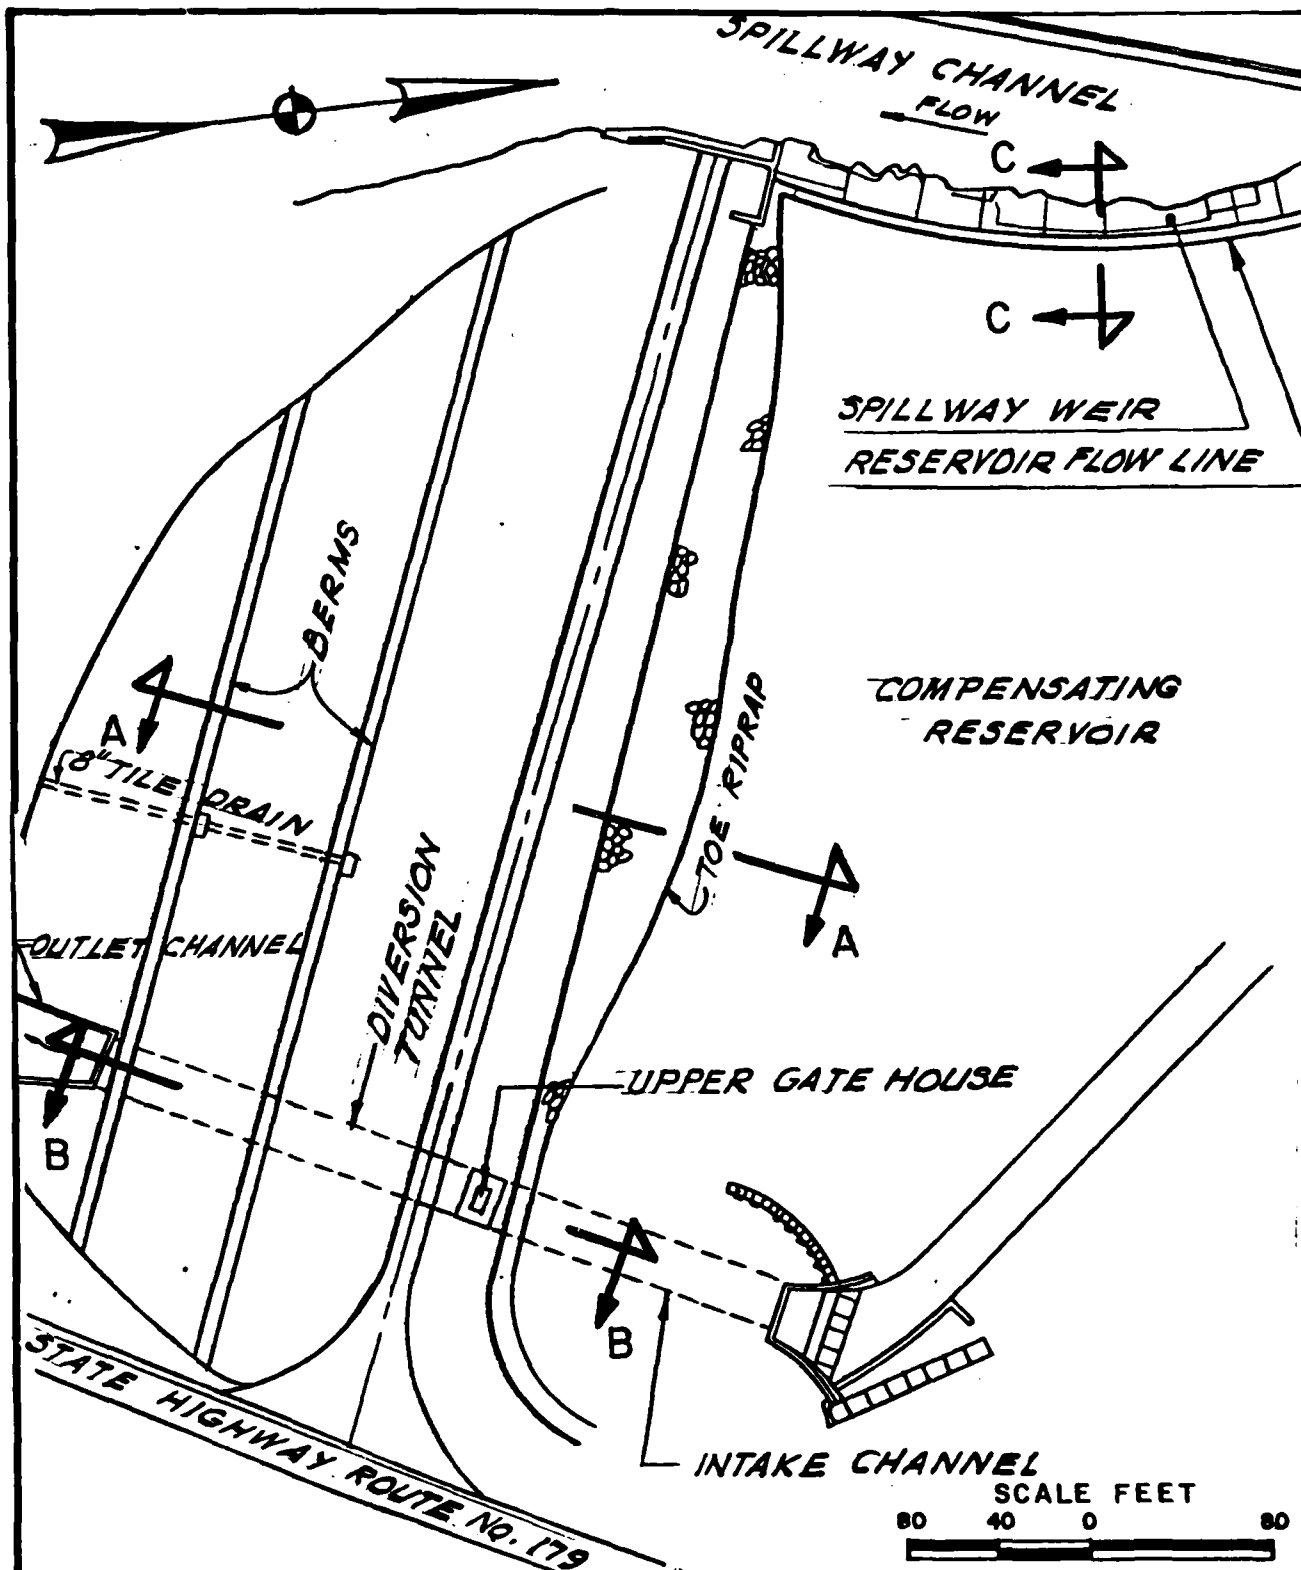 SPILLWAY CHANNEL
FLOW
C
C
SPILLWAY WEIR
RESERVOIR FLOW LINE
BERMS
COMPENSATING
RESERVOIR
A
8" TILE DRAIN
TOE RIPRAP
A
DIVERSION
TUNNEL
OUTLET CHANNEL
UPPER GATE HOUSE
B
B
INTAKE CHANNEL
STATE HIGHWAY ROUTE NO. 179
SCALE FEET
80 40 0 80